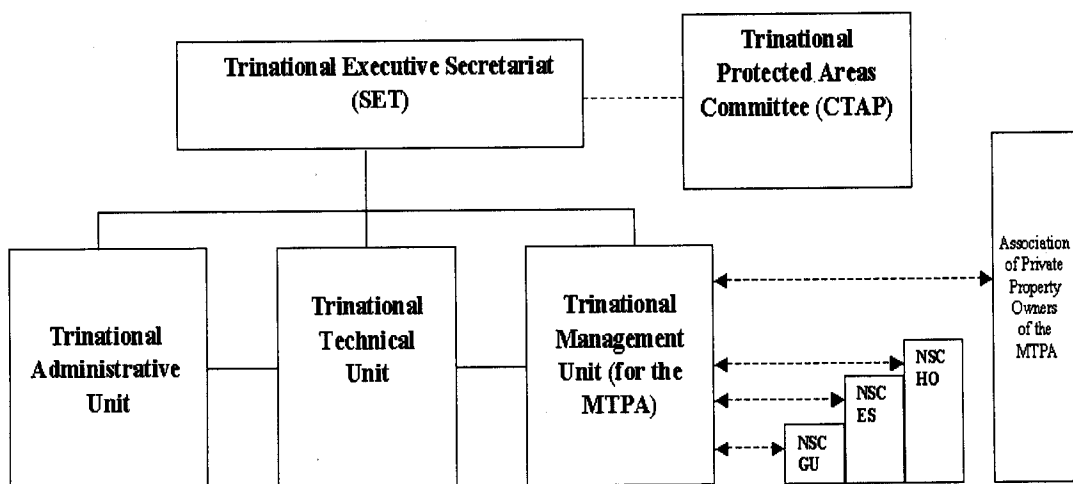 Trinational Executive Secretariat
(SET)
Trinational
Protected Areas
Committee (CTAP)
Trinational
Administrative
Unit
Trinational
Technical
Unit
Trinational
Management
Unit (for the
MTPA)
Association
of Private
Property
Owners
of the
MTPA
NSC
HO
NSC
ES
NSC
GU